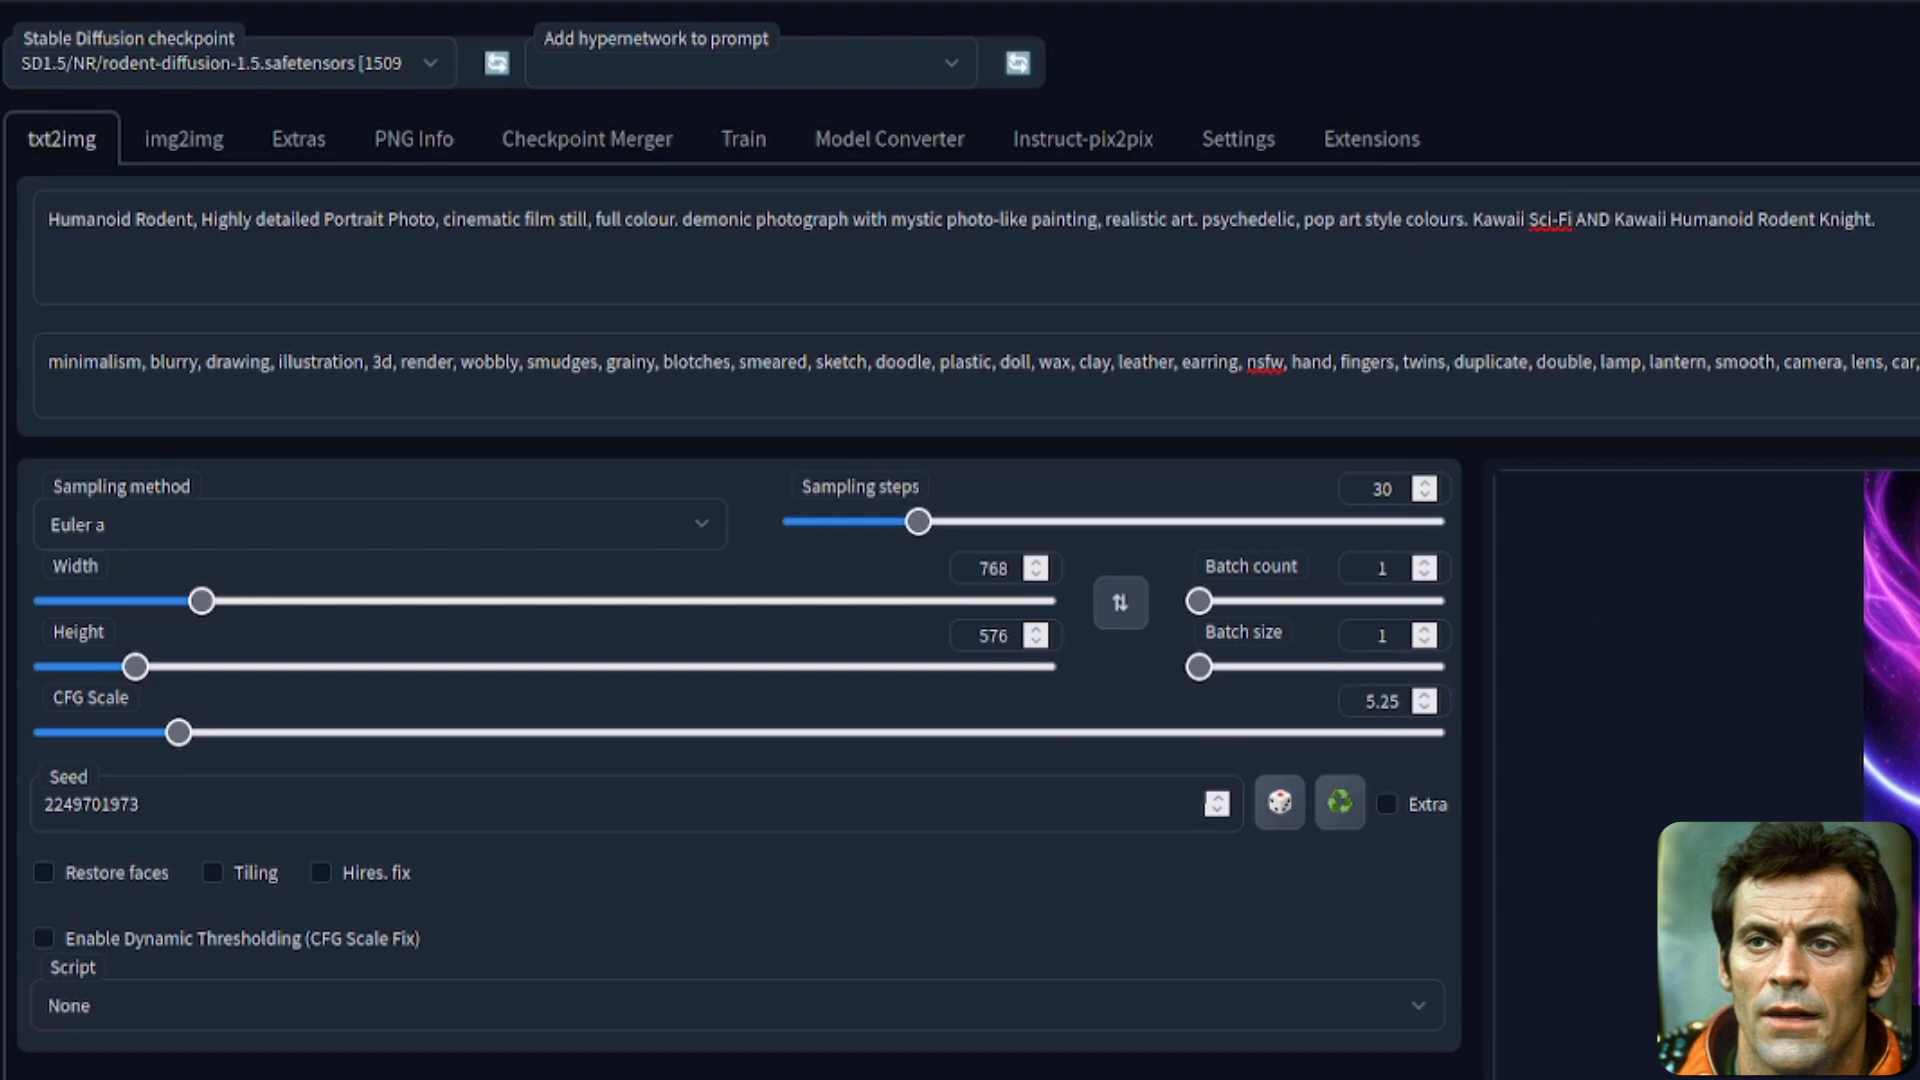 Stable Diffusion checkpoint
SD1.5/NR/rodent-diffusion-1.5.safetensors [1509
Add hypernetwork to prompt
txt2img
img2img
Extras
PNG Info
Checkpoint Merger
Train
Model Converter
Instruct-pix2pix
Settings
Extensions
Humanoid Rodent, Highly detailed Portrait Photo, cinematic film still, full colour. demonic photograph with mystic photo-like painting, realistic art. psychedelic, pop art style colours. Kawaii Sci-Fi AND Kawaii Humanoid Rodent Knight.
minimalism, blurry, drawing, illustration, 3d, render, wobbly, smudges, grainy, blotches, smeared, sketch, doodle, plastic, doll, wax, clay, leather, earring, nsfw, hand, fingers, twins, duplicate, double, lamp, lantern, smooth, camera, lens, car,
Sampling method
Euler a
Sampling steps
30
Width
768
Batch count
1
Height
576
Batch size
1
CFG Scale
5.25
Seed
2249701973
Extra
Restore faces
Tiling
Hires. fix
Enable Dynamic Thresholding (CFG Scale Fix)
Script
None